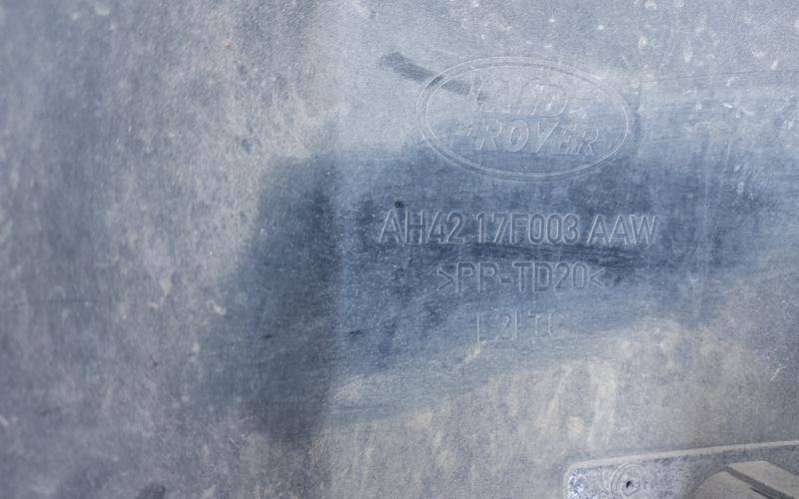 LAND
ROVER
AH42 17F003 AAW
>PP-TD20<